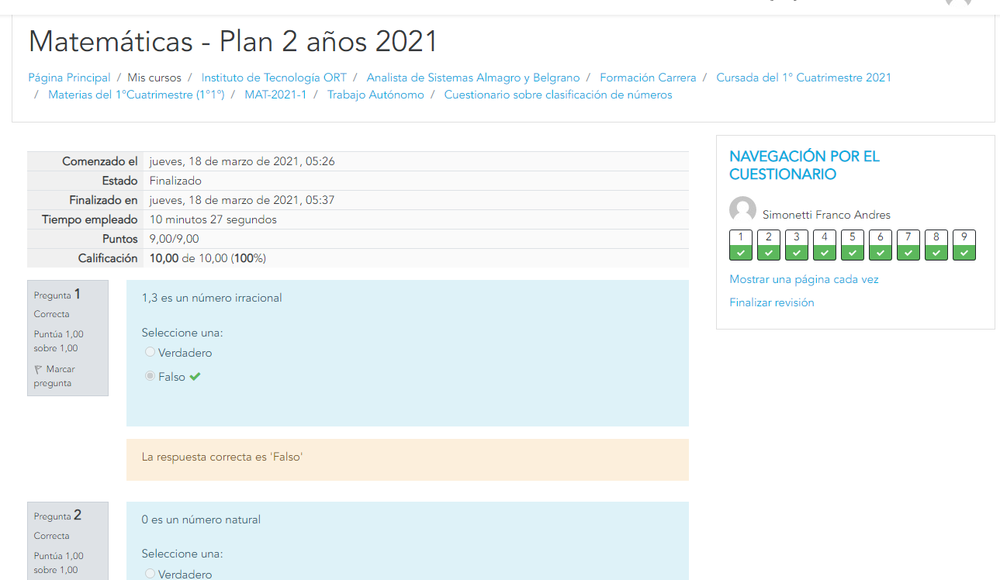 Matemáticas - Plan 2 años 2021
Página Principal / Mis cursos / Instituto de Tecnología ORT / Analista de Sistemas Almagro y Belgrano / Formación Carrera / Cursada del 1° Cuatrimestre 2021
/ Materias del 1°Cuatrimestre (1°1°) / MAT-2021-1 / Trabajo Autónomo / Cuestionario sobre clasificación de números
Comenzado el jueves, 18 de marzo de 2021, 05:26
Estado Finalizado
Finalizado en jueves, 18 de marzo de 2021, 05:37
Tiempo empleado 10 minutos 27 segundos
Puntos 9,00/9,00
Calificación 10,00 de 10,00 (100%)
NAVEGACIÓN POR EL
CUESTIONARIO
Simonetti Franco Andres
1 2 3 4 5 6 7 8 9
Mostrar una página cada vez
Finalizar revisión
Pregunta 1
Correcta
Puntúa 1,00
sobre 1,00
Marcar
pregunta
1,3 es un número irracional
Seleccione una:
Verdadero
Falso
La respuesta correcta es 'Falso'
Pregunta 2
Correcta
Puntúa 1,00
sobre 1,00
0 es un número natural
Seleccione una:
Verdadero